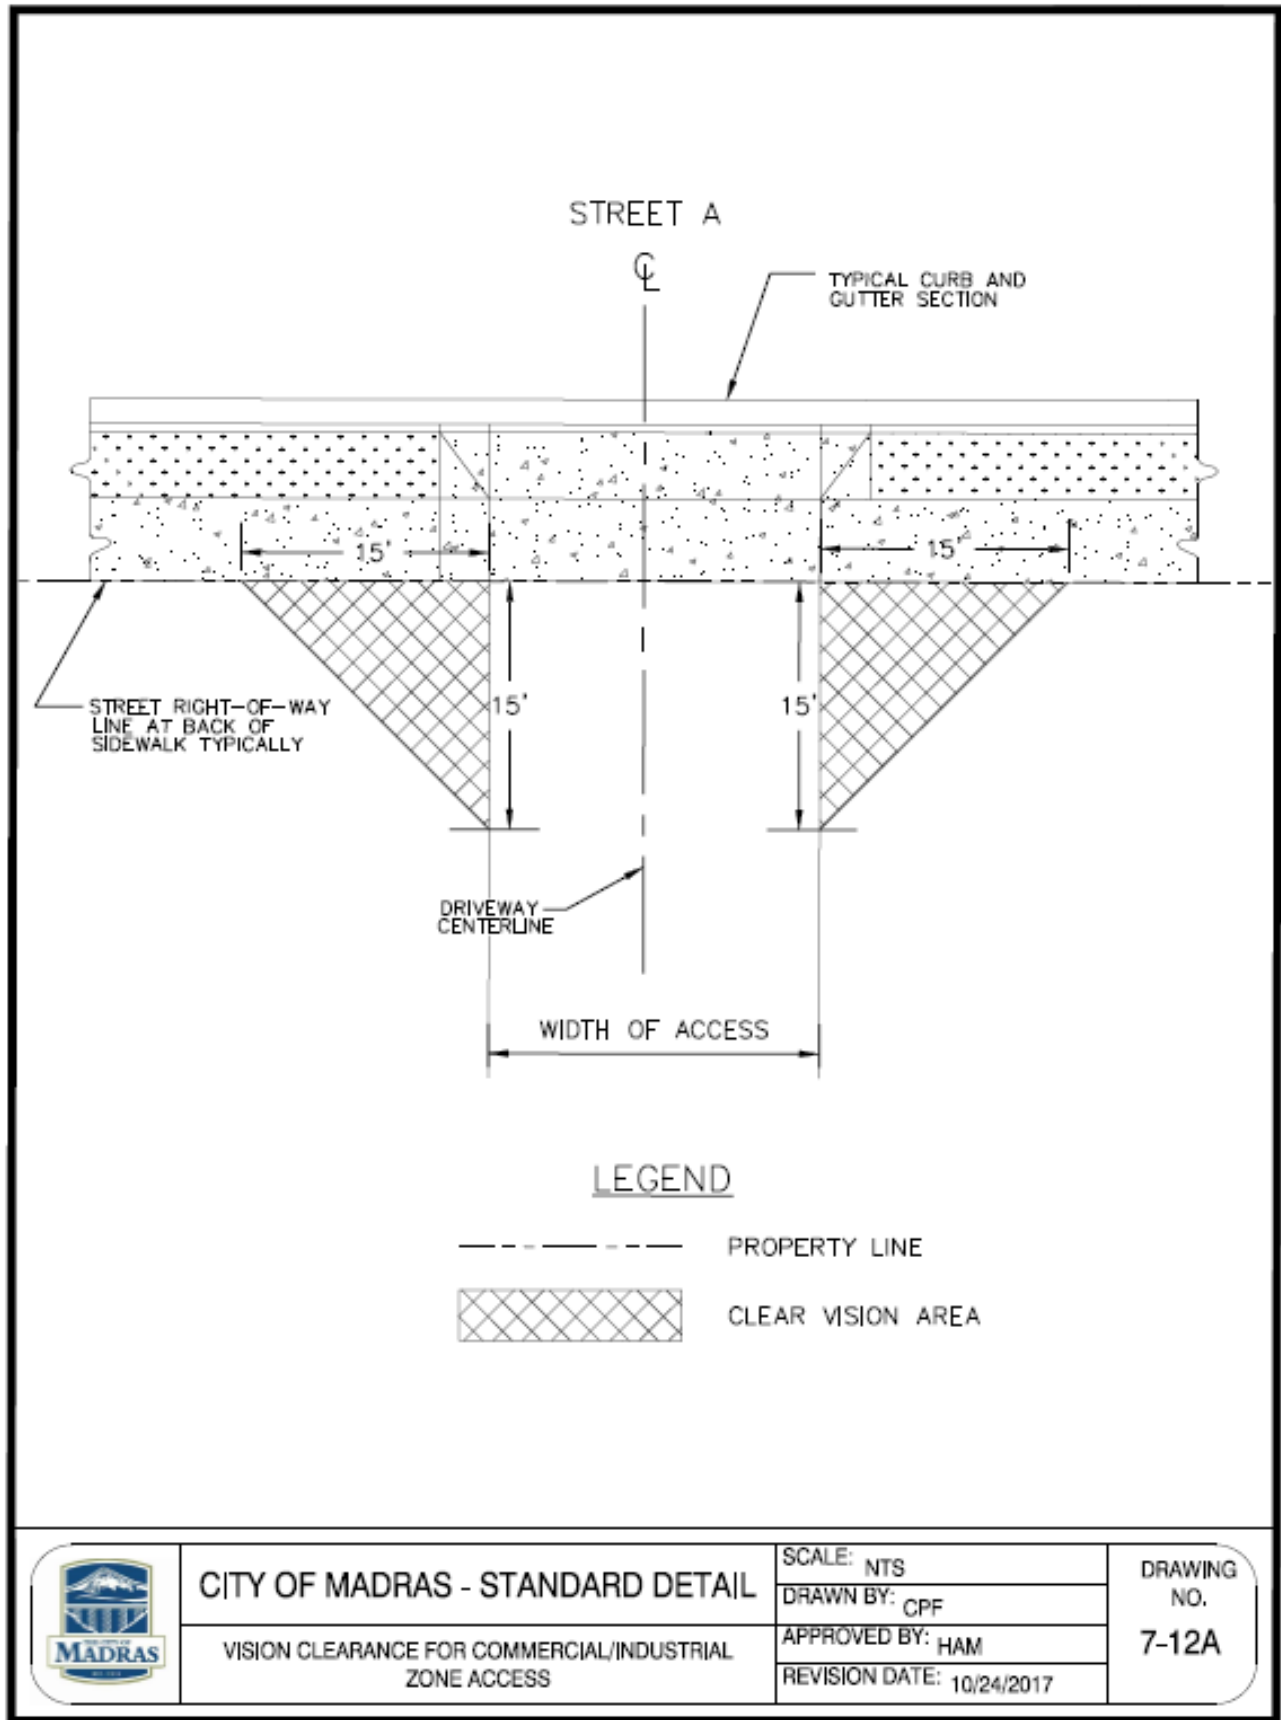 STREET A
℄
TYPICAL CURB AND
GUTTER SECTION
15'
15'
15'
15'
STREET RIGHT-OF-WAY
LINE AT BACK OF
SIDEWALK TYPICALLY
DRIVEWAY
CENTERLINE
WIDTH OF ACCESS
LEGEND
PROPERTY LINE
CLEAR VISION AREA
MADRAS
CITY OF MADRAS - STANDARD DETAIL
VISION CLEARANCE FOR COMMERCIAL/INDUSTRIAL
ZONE ACCESS
SCALE: NTS
DRAWN BY: CPF
APPROVED BY: HAM
REVISION DATE: 10/24/2017
DRAWING
NO.
7-12A